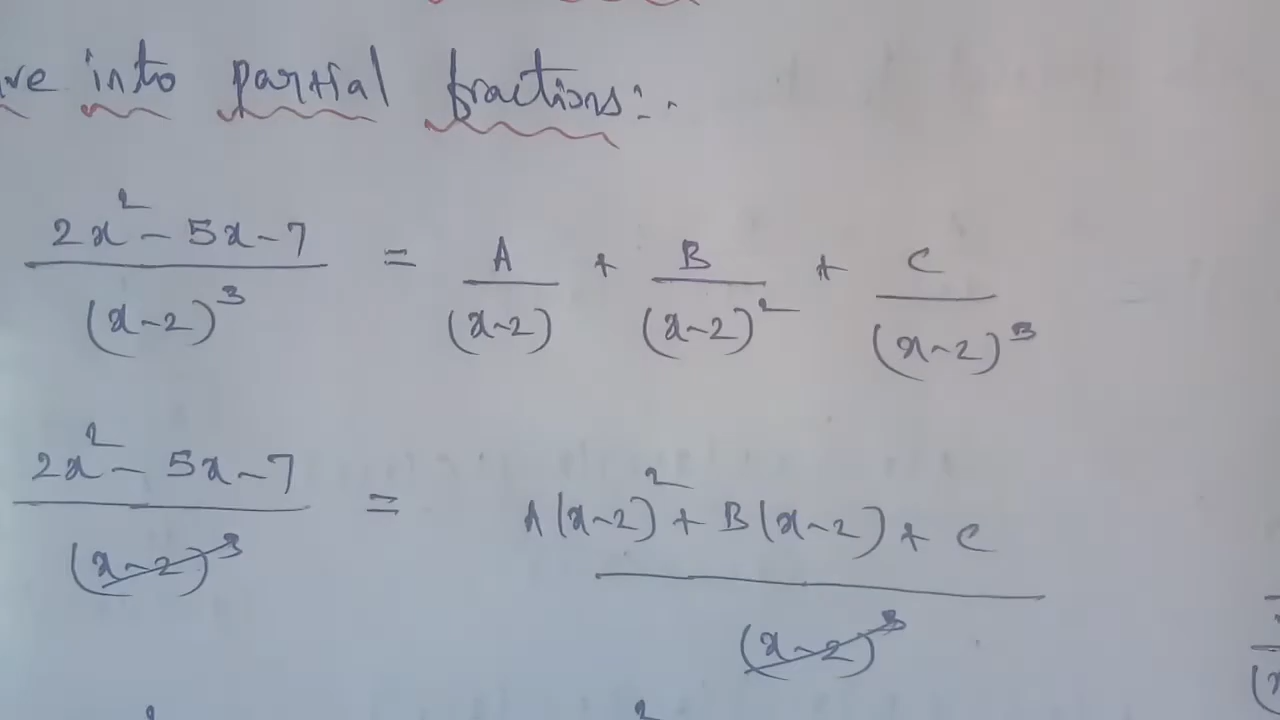 into partial fractions:-
2x² - 5x - 7 / (x-2)³ = A / (x-2) + B / (x-2)² + C / (x-2)³
2x² - 5x - 7 / (x-2)³ = A(x-2)² + B(x-2) + C / (x-2)³